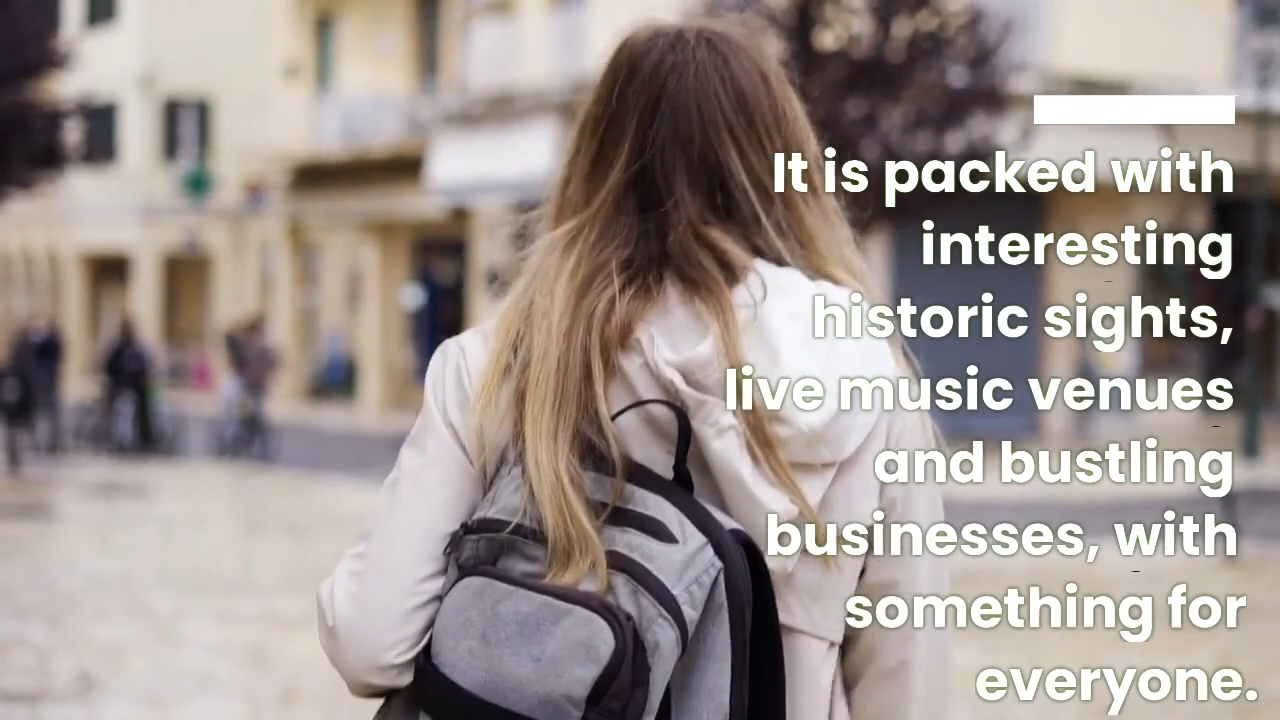 It is packed with
interesting
historic sights,
live music venues
and bustling
businesses, with
something for
everyone.